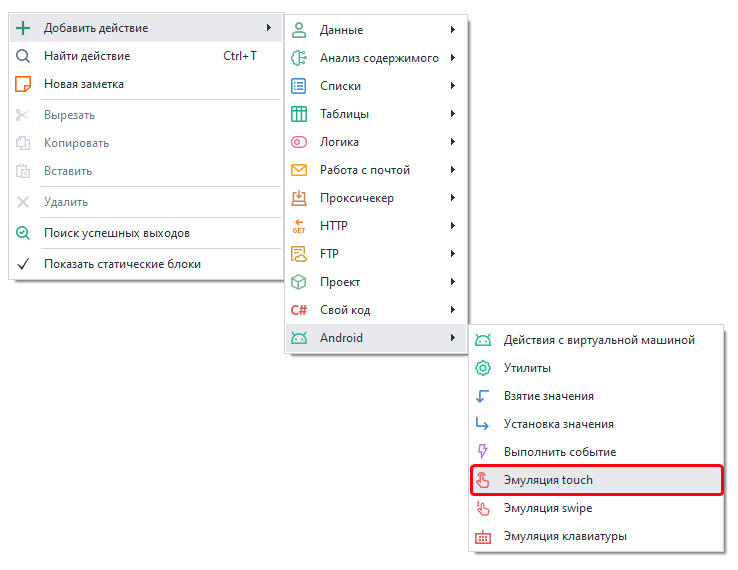 Добавить действие
Найти действие Ctrl+T
Новая заметка
Вырезать
Копировать
Вставить
Удалить
Поиск успешных выходов
Показать статические блоки
Данные
Анализ содержимого
Списки
Таблицы
Логика
Работа с почтой
Проксичекер
GET HTTP
FTP
Проект
C# Свой код
Android
Действия с виртуальной машиной
Утилиты
Взятие значения
Установка значения
Выполнить событие
Эмуляция touch
Эмуляция swipe
Эмуляция клавиатуры